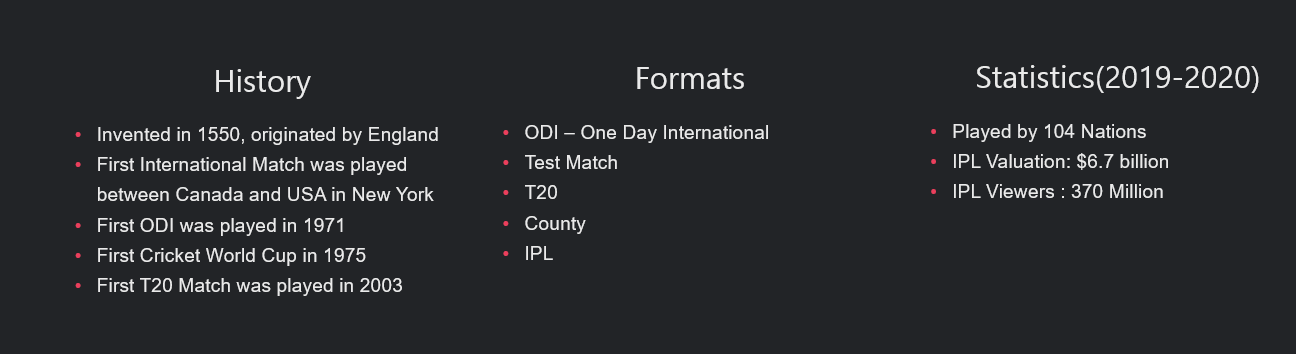 History
• Invented in 1550, originated by England
• First International Match was played
between Canada and USA in New York
• First ODI was played in 1971
• First Cricket World Cup in 1975
• First T20 Match was played in 2003
Formats
• ODI – One Day International
• Test Match
• T20
• County
• IPL
Statistics(2019-2020)
• Played by 104 Nations
• IPL Valuation: $6.7 billion
• IPL Viewers : 370 Million